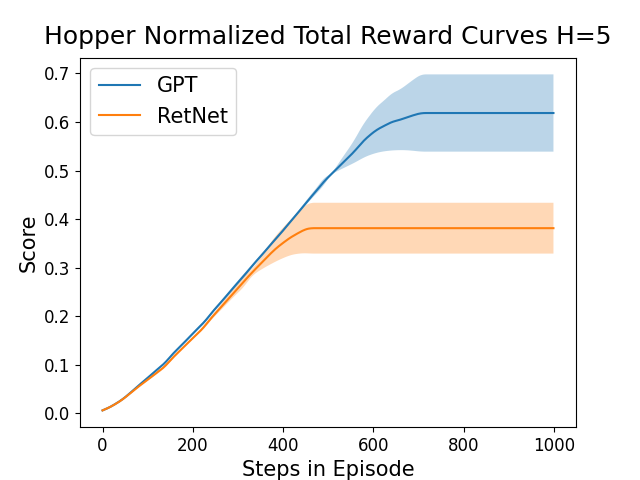 Hopper Normalized Total Reward Curves H=5
GPT
RetNet
Score
0.7
0.6
0.5
0.4
0.3
0.2
0.1
0.0
0 200 400 600 800 1000
Steps in Episode